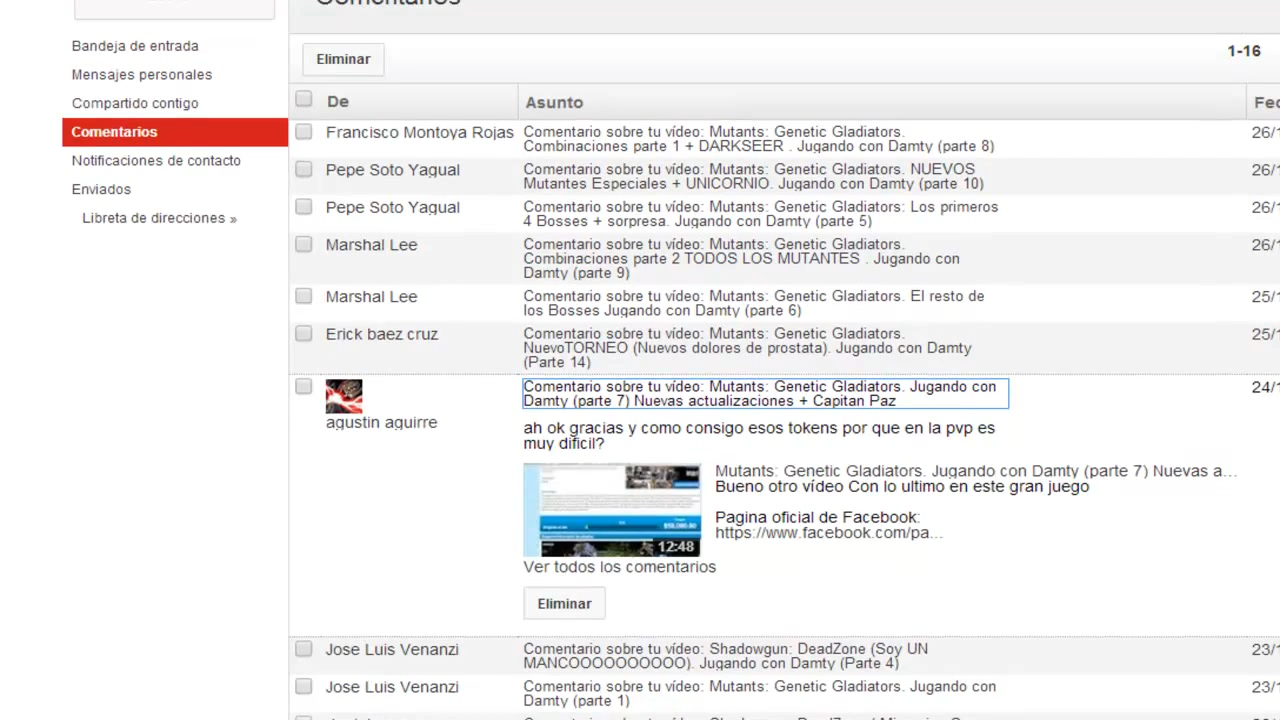 Comentarios
Bandeja de entrada
Mensajes personales
Compartido contigo
Comentarios
Notificaciones de contacto
Enviados
Libreta de direcciones »
Eliminar
1-16
De
Asunto
Francisco Montoya Rojas
Comentario sobre tu vídeo: Mutants: Genetic Gladiators.
Combinaciones parte 1 + DARKSEER . Jugando con Damty (parte 8)
26/
Pepe Soto Yagual
Comentario sobre tu vídeo: Mutants: Genetic Gladiators. NUEVOS
Mutantes Especiales + UNICORNIO. Jugando con Damty (parte 10)
26/
Pepe Soto Yagual
Comentario sobre tu vídeo: Mutants: Genetic Gladiators: Los primeros
4 Bosses + sorpresa. Jugando con Damty (parte 5)
26/
Marshal Lee
Comentario sobre tu vídeo: Mutants: Genetic Gladiators.
Combinaciones parte 2 TODOS LOS MUTANTES . Jugando con
Damty (parte 9)
26/
Marshal Lee
Comentario sobre tu vídeo: Mutants: Genetic Gladiators. El resto de
los Bosses Jugando con Damty (parte 6)
25/
Erick baez cruz
Comentario sobre tu vídeo: Mutants: Genetic Gladiators.
NuevoTORNEO (Nuevos dolores de prostata). Jugando con Damty
(Parte 14)
25/
agustin aguirre
Comentario sobre tu vídeo: Mutants: Genetic Gladiators. Jugando con
Damty (parte 7) Nuevas actualizaciones + Capitan Paz
24/
ah ok gracias y como consigo esos tokens por que en la pvp es
muy dificil?
12:48
Mutants: Genetic Gladiators. Jugando con Damty (parte 7) Nuevas a...
Bueno otro vídeo Con lo ultimo en este gran juego
Pagina oficial de Facebook:
https://www.facebook.com/pa...
Ver todos los comentarios
Eliminar
Jose Luis Venanzi
Comentario sobre tu vídeo: Shadowgun: DeadZone (Soy UN
MANCOOOOOOOOOO). Jugando con Damty (Parte 4)
23/
Jose Luis Venanzi
Comentario sobre tu vídeo: Mutants: Genetic Gladiators. Jugando con
Damty (parte 1)
23/